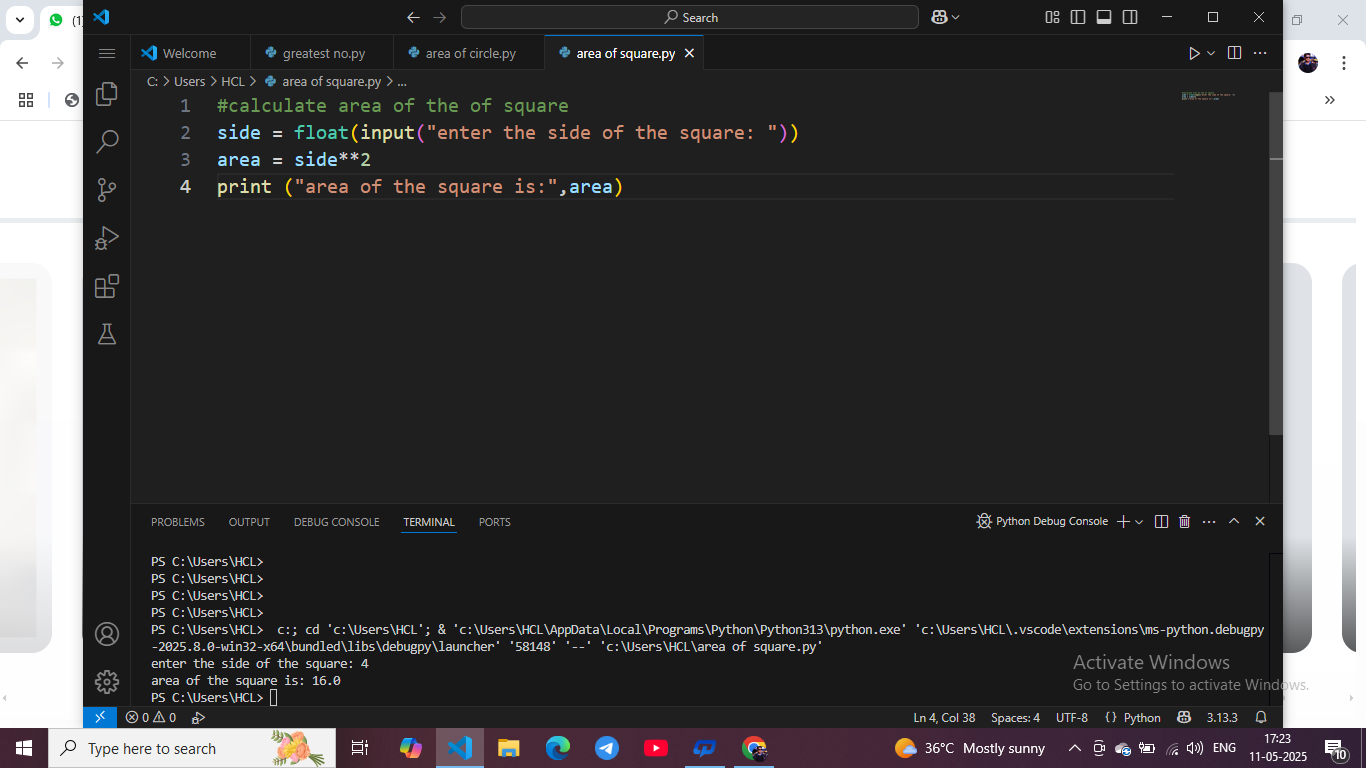 (1)
Search
Welcome
greatest no.py
area of circle.py
area of square.py
C: > Users > HCL > area of square.py > ...
1 #calculate area of the of square
2 side = float(input("enter the side of the square: "))
3 area = side**2
4 print ("area of the square is:",area)
PROBLEMS OUTPUT DEBUG CONSOLE TERMINAL PORTS
Python Debug Console
PS C:\Users\HCL>
PS C:\Users\HCL>
PS C:\Users\HCL>
PS C:\Users\HCL>
PS C:\Users\HCL>  c:; cd 'c:\Users\HCL'; & 'c:\Users\HCL\AppData\Local\Programs\Python\Python313\python.exe' 'c:\Users\HCL\.vscode\extensions\ms-python.debugpy
-2025.8.0-win32-x64\bundled\libs\debugpy\launcher' '58148' '--' 'c:\Users\HCL\area of square.py'
enter the side of the square: 4
area of the square is: 16.0
PS C:\Users\HCL>
Activate Windows
Go to Settings to activate Windows.
0 0
Ln 4, Col 38 Spaces: 4 UTF-8 {} Python 3.13.3
Type here to search
36°C Mostly sunny
ENG
17:23
11-05-2025
10